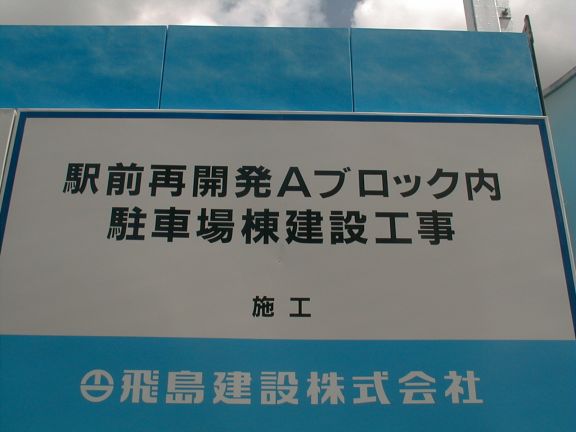 駅前再開発Aブロック内
駐車場棟建設工事
施工
飛島建設株式会社